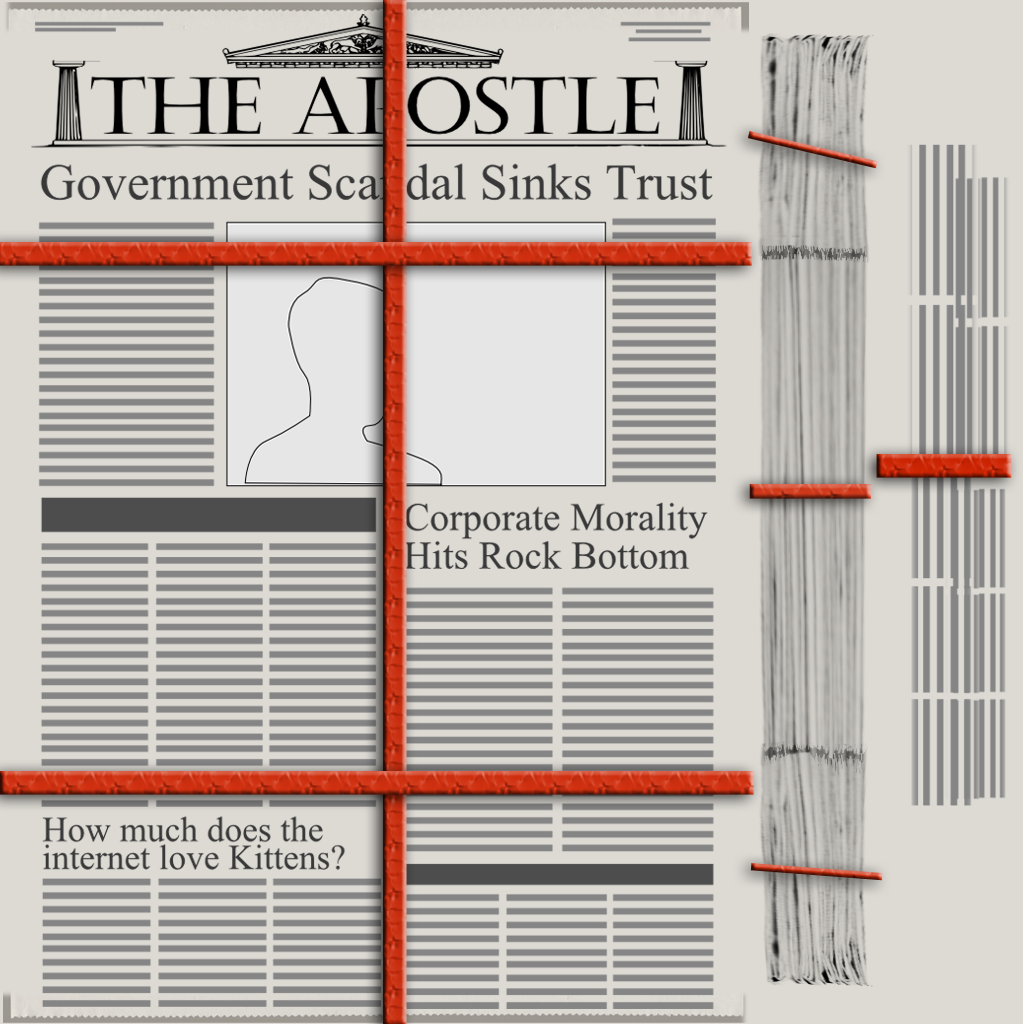 THE APOSTLE
Government Scandal Sinks Trust
Corporate Morality
Hits Rock Bottom
How much does the
internet love Kittens?